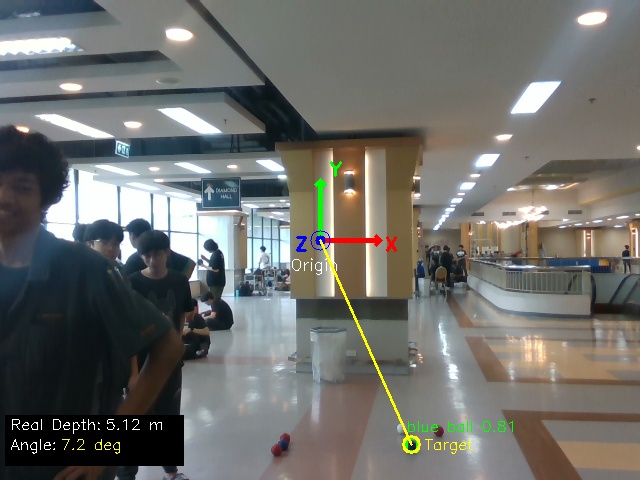 Y
DIAMOND
HALL
Z
X
Origin
blue ball 0.81
Target
Real Depth: 5.12 m
Angle: 7.2 deg